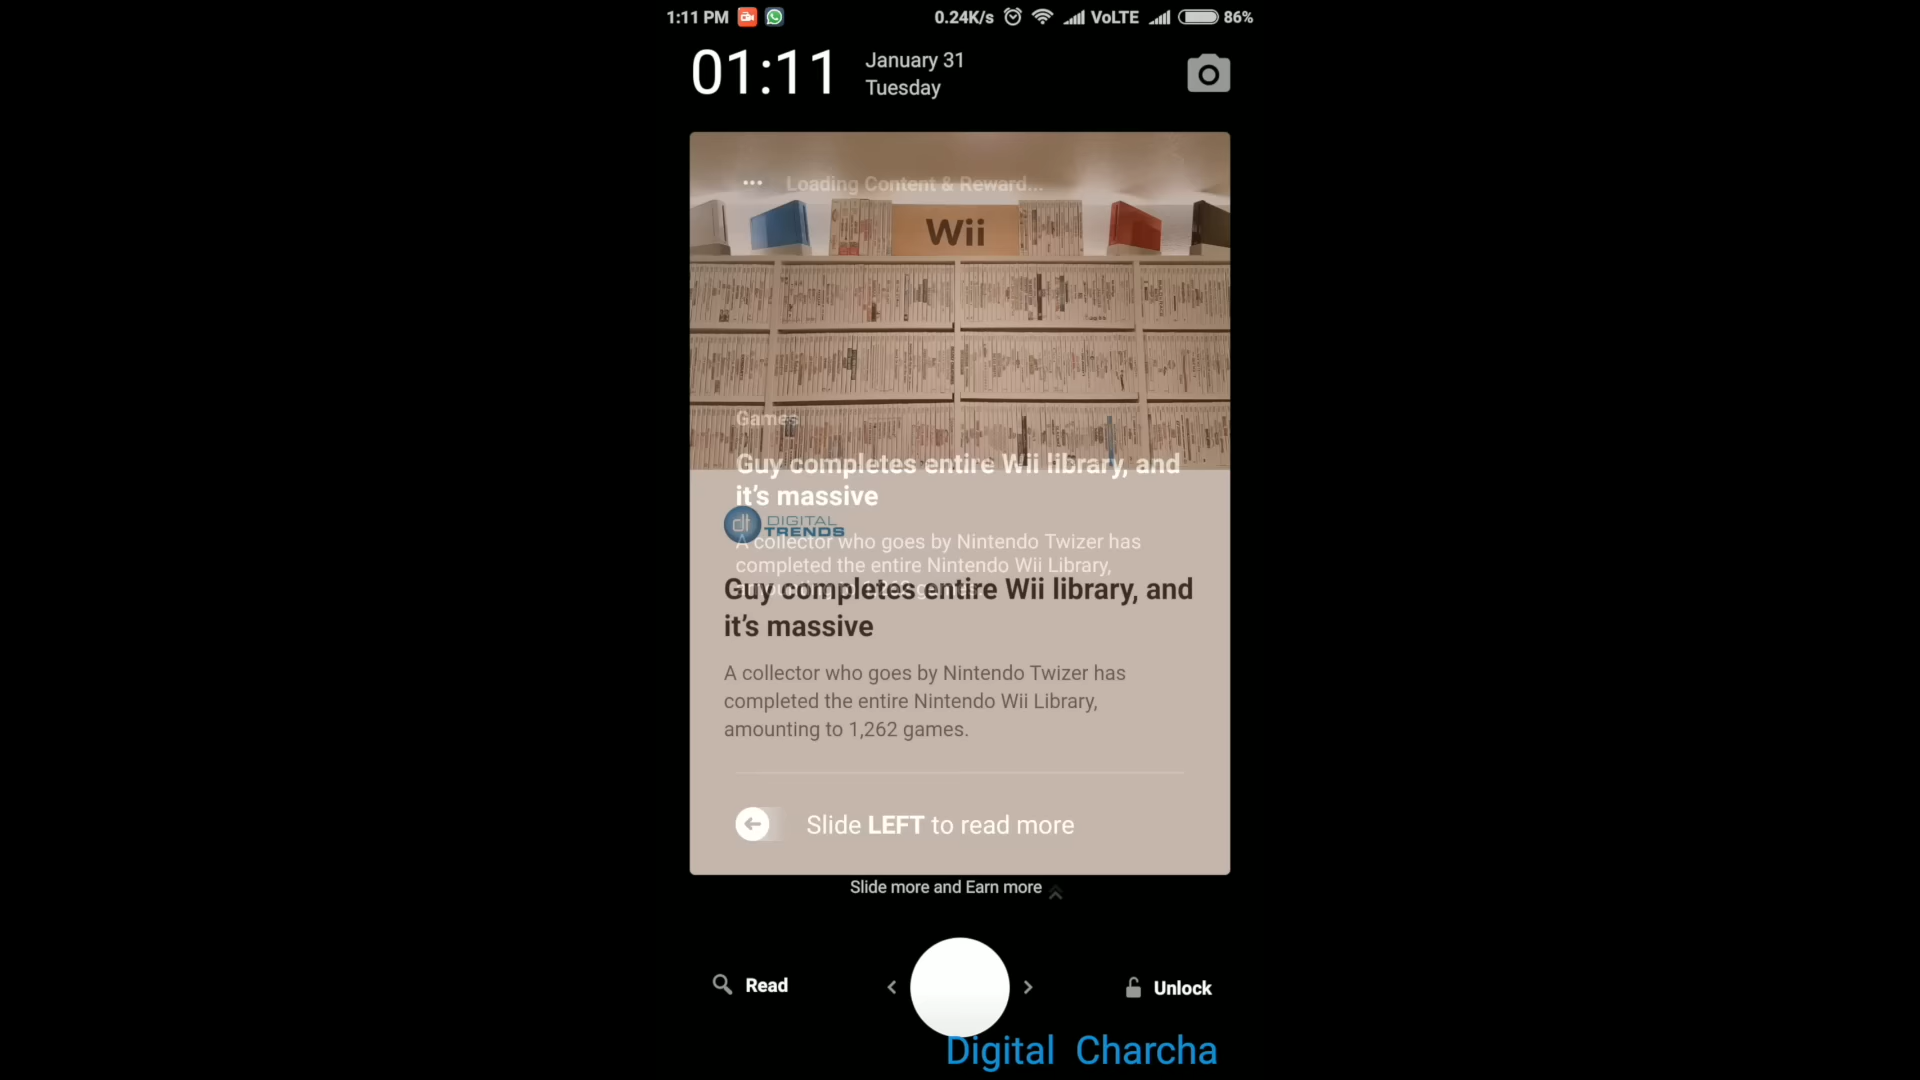 1:11 PM
0.24K/s VoLTE 86%
01:11
January 31
Tuesday
Loading Content & Reward...
Wii
Games
Guy completes entire Wii library, and
it's massive
dt DIGITAL
TRENDS
A collector who goes by Nintendo Twizer has
completed the entire Nintendo Wii Library,
Guy completes entire Wii library, and
it's massive
A collector who goes by Nintendo Twizer has
completed the entire Nintendo Wii Library,
amounting to 1,262 games.
Slide LEFT to read more
Slide more and Earn more
Read
Unlock
Digital Charcha